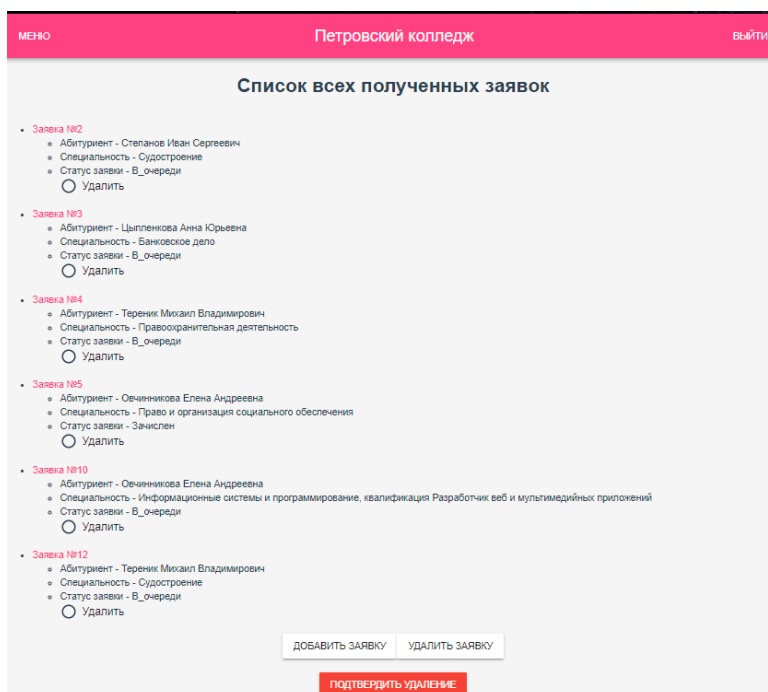 МЕНЮ Петровский колледж ВЫЙТИ
Список всех полученных заявок
Заявка №2
Абитуриент - Степанов Иван Сергеевич
Специальность - Судостроение
Статус заявки - В_очереди
Удалить
Заявка №3
Абитуриент - Цыпленкова Анна Юрьевна
Специальность - Банковское дело
Статус заявки - В_очереди
Удалить
Заявка №4
Абитуриент - Тереник Михаил Владимирович
Специальность - Правоохранительная деятельность
Статус заявки - В_очереди
Удалить
Заявка №5
Абитуриент - Овчинникова Елена Андреевна
Специальность - Право и организация социального обеспечения
Статус заявки - Зачислен
Удалить
Заявка №10
Абитуриент - Овчинникова Елена Андреевна
Специальность - Информационные системы и программирование, квалификация Разработчик веб и мультимедийных приложений
Статус заявки - В_очереди
Удалить
Заявка №12
Абитуриент - Тереник Михаил Владимирович
Специальность - Судостроение
Статус заявки - В_очереди
Удалить
ДОБАВИТЬ ЗАЯВКУ УДАЛИТЬ ЗАЯВКУ
ПОДТВЕРДИТЬ УДАЛЕНИЕ